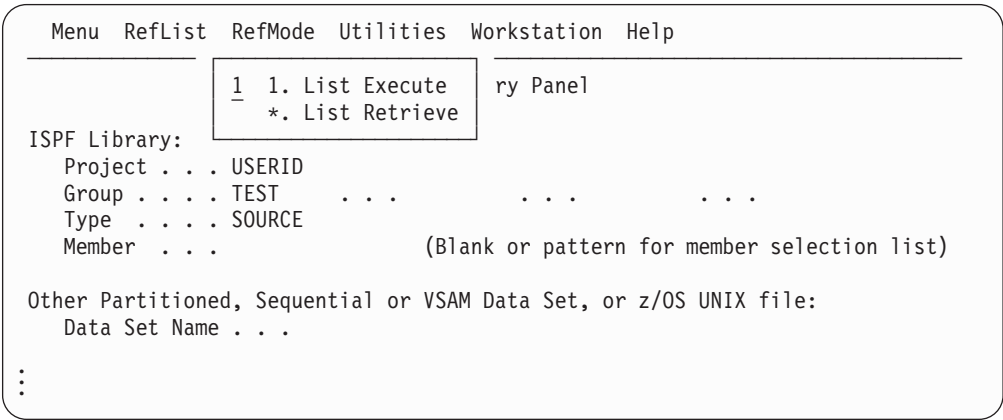 Menu RefList RefMode Utilities Workstation Help
1 1. List Execute ry Panel
*. List Retrieve
ISPF Library:
Project . . . USERID
Group . . . . TEST . . . . . . . . .
Type . . . . SOURCE
Member . . . (Blank or pattern for member selection list)
Other Partitioned, Sequential or VSAM Data Set, or z/OS UNIX file:
Data Set Name . . .